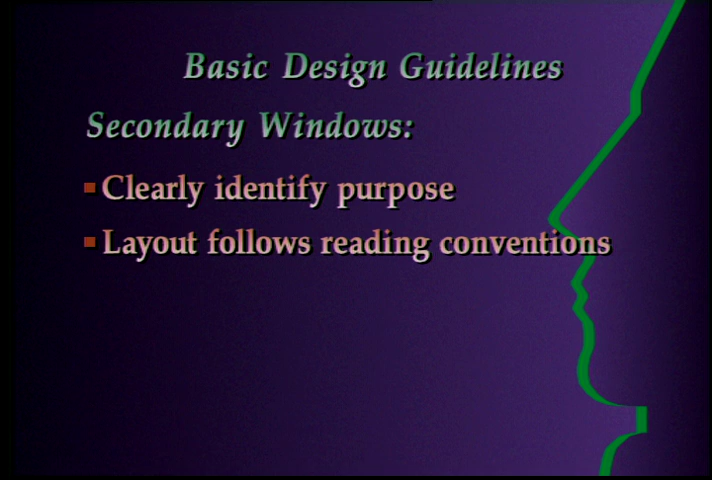 Basic Design Guidelines
Secondary Windows:
Clearly identify purpose
Layout follows reading conventions